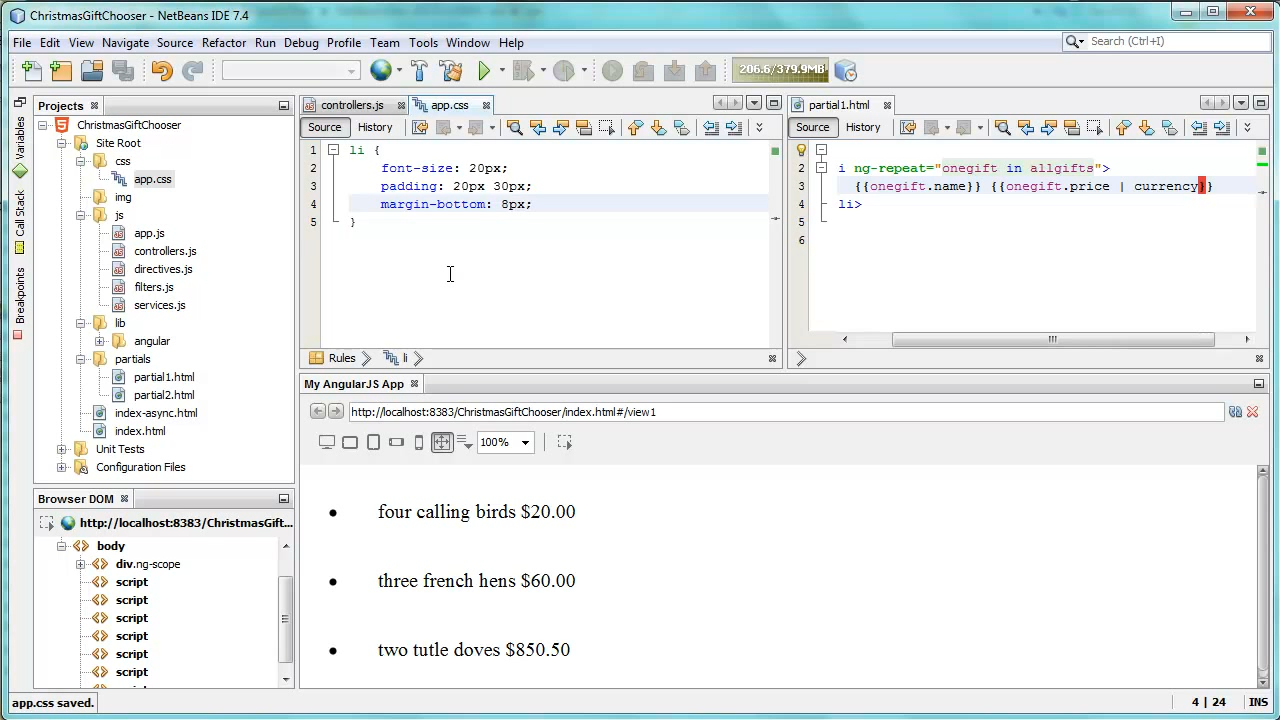 ChristmasGiftChooser - NetBeans IDE 7.4
File Edit View Navigate Source Refactor Run Debug Profile Team Tools Window Help
Search (Ctrl+I)
206.6/379.9MB
Variables
Call Stack
Breakpoints
Projects
ChristmasGiftChooser
Site Root
css
app.css
img
js
app.js
controllers.js
directives.js
filters.js
services.js
lib
angular
partials
partial1.html
partial2.html
index-async.html
index.html
Unit Tests
Configuration Files
Browser DOM
http://localhost:8383/ChristmasGift...
body
div.ng-scope
script
script
script
script
script
script
controllers.js app.css
Source History
1 li {
2 font-size: 20px;
3 padding: 20px 30px;
4 margin-bottom: 8px;
5 }
Rules li
partial1.html
Source History
2 i ng-repeat="onegift in allgifts">
3 {{onegift.name}} {{onegift.price | currency}}
4 li>
5
6
My AngularJS App
http://localhost:8383/ChristmasGiftChooser/index.html#/view1
100%
• four calling birds $20.00
• three french hens $60.00
• two tutle doves $850.50
app.css saved.
4 | 24 INS